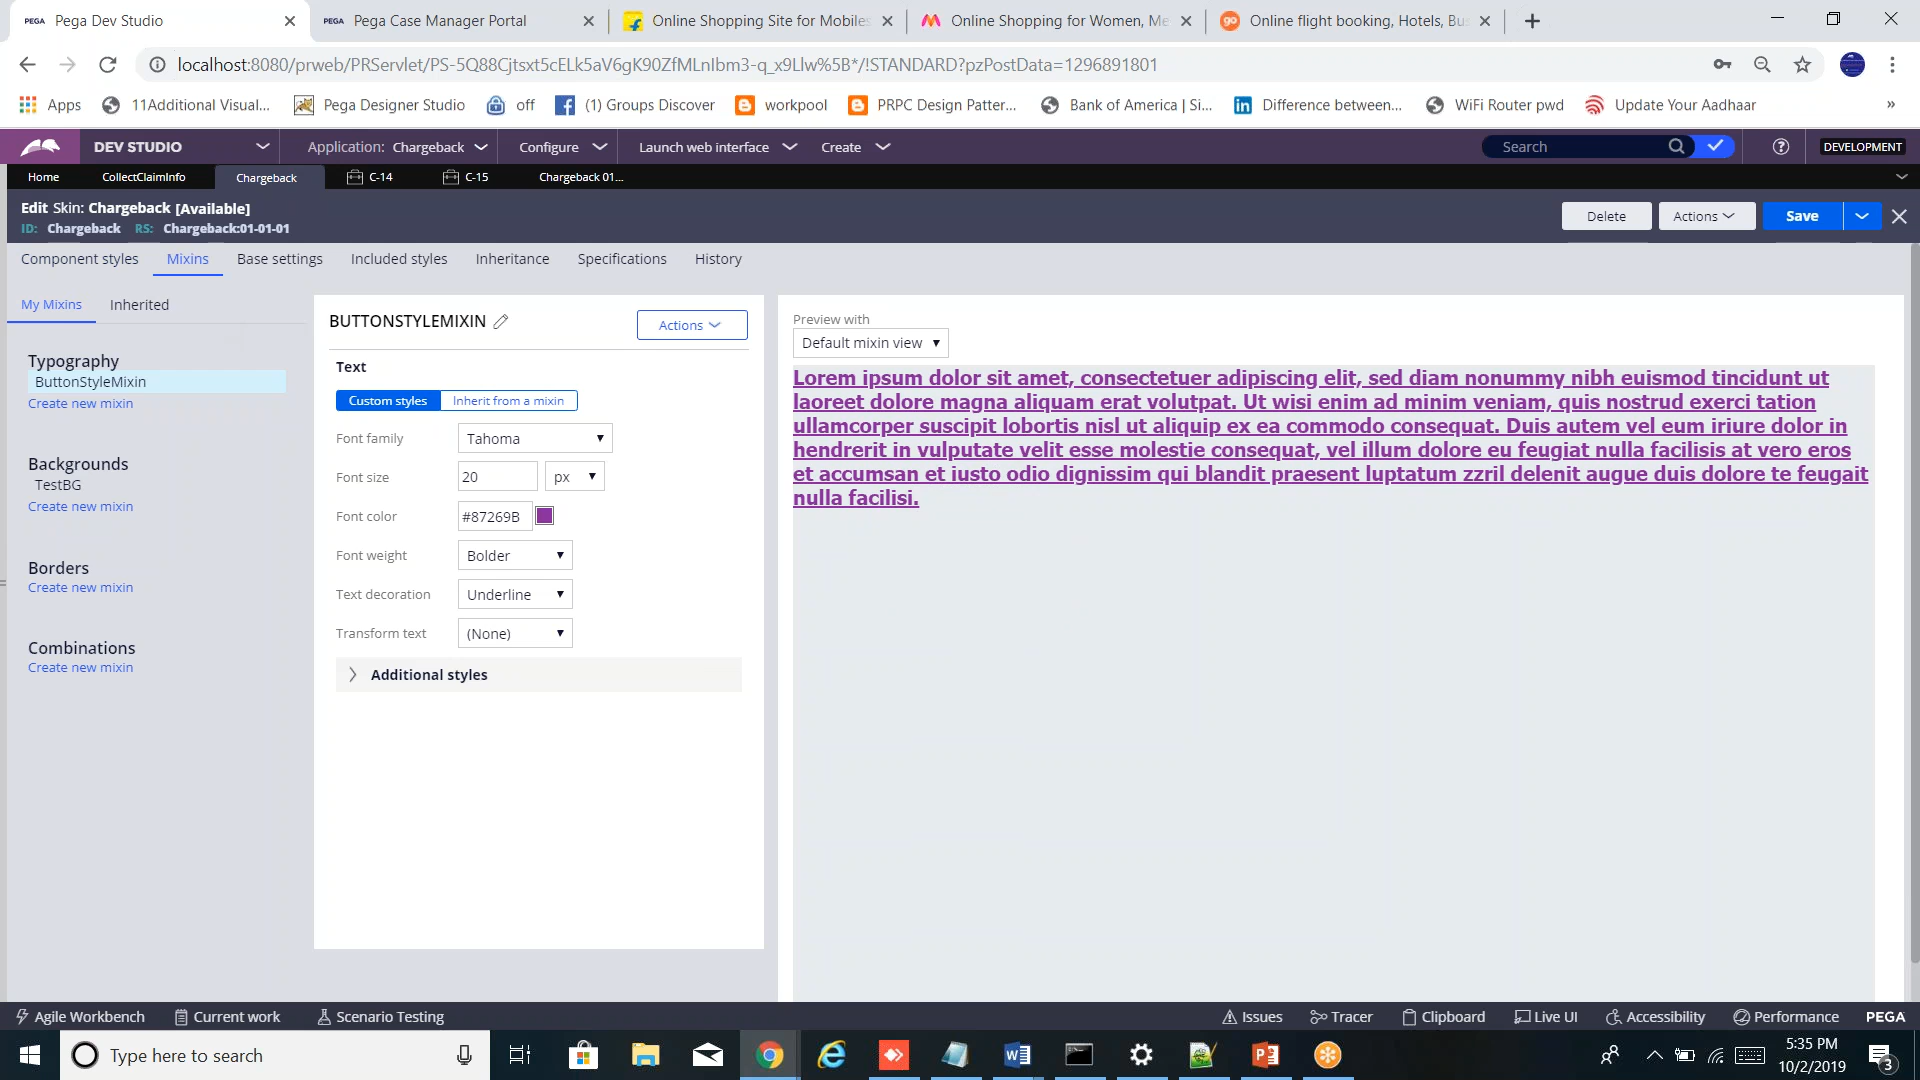 PEGA Pega Dev Studio
PEGA Pega Case Manager Portal
Online Shopping Site for Mobiles
Online Shopping for Women, Me
go Online flight booking, Hotels, Bu
localhost:8080/prweb/PRServlet/PS-5Q88Cjtsxt5cELk5aV6gK90ZfMLnIbm3-q_x9Llw%5B*/!STANDARD?pzPostData=1296891801
Apps 11Additional Visual... Pega Designer Studio off (1) Groups Discover workpool PRPC Design Patter... Bank of America | Si... Difference between... WiFi Router pwd Update Your Aadhaar »
DEV STUDIO Application: Chargeback Configure Launch web interface Create Search DEVELOPMENT
Home CollectClaimInfo Chargeback C-14 C-15 Chargeback 01...
Edit Skin: Chargeback [Available]
ID: Chargeback RS: Chargeback:01-01-01
Delete Actions Save
Component styles Mixins Base settings Included styles Inheritance Specifications History
My Mixins Inherited
Typography
ButtonStyleMixin
Create new mixin
Backgrounds
TestBG
Create new mixin
Borders
Create new mixin
Combinations
Create new mixin
BUTTONSTYLEMIXIN Actions
Text
Custom styles Inherit from a mixin
Font family Tahoma
Font size 20 px
Font color #87269B
Font weight Bolder
Text decoration Underline
Transform text (None)
Additional styles
Preview with
Default mixin view
Lorem ipsum dolor sit amet, consectetuer adipiscing elit, sed diam nonummy nibh euismod tincidunt ut
laoreet dolore magna aliquam erat volutpat. Ut wisi enim ad minim veniam, quis nostrud exerci tation
ullamcorper suscipit lobortis nisl ut aliquip ex ea commodo consequat. Duis autem vel eum iriure dolor in
hendrerit in vulputate velit esse molestie consequat, vel illum dolore eu feugiat nulla facilisis at vero eros
et accumsan et iusto odio dignissim qui blandit praesent luptatum zzril delenit augue duis dolore te feugait
nulla facilisi.
Agile Workbench Current work Scenario Testing Issues Tracer Clipboard Live UI Accessibility Performance PEGA
Type here to search
5:35 PM
10/2/2019
3